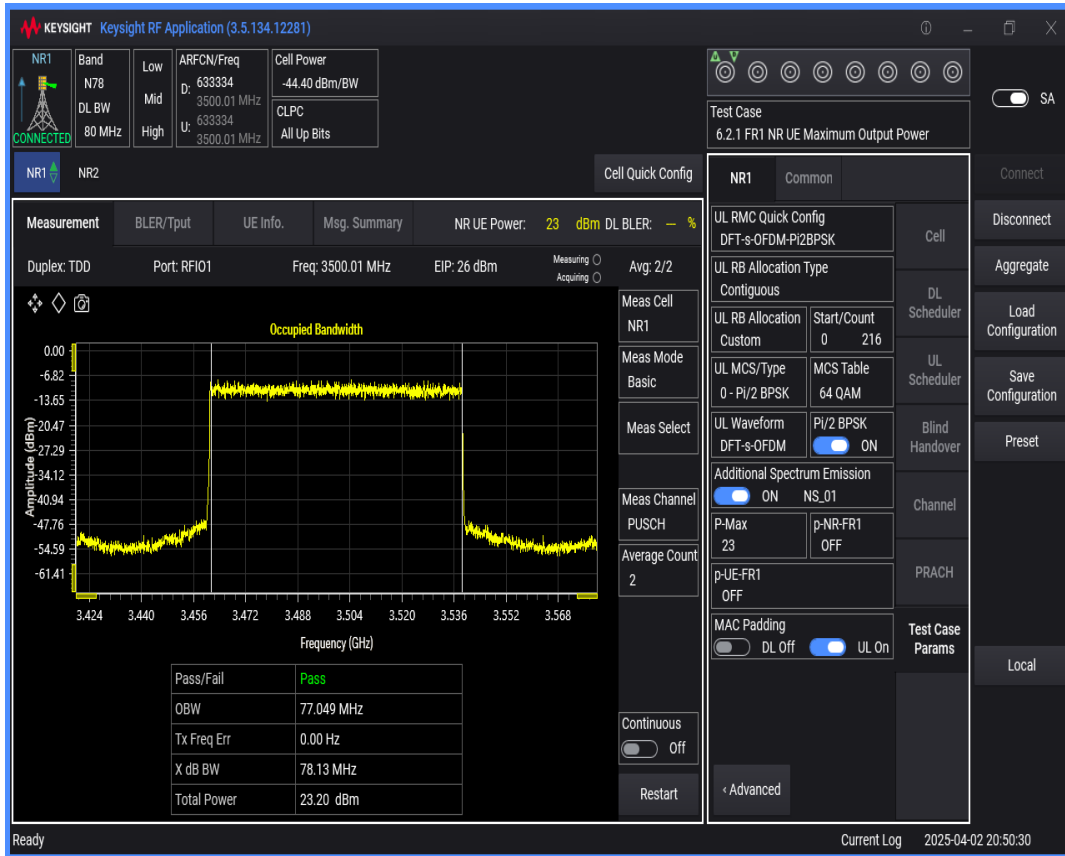 KEYSIGHT Keysight RF Application (3.5.134.12281)
NR1
CONNECTED
Band
N78
DL BW
80 MHz
Low
Mid
High
ARFCN/Freq
D: 633334
3500.01 MHz
U: 633334
3500.01 MHz
Cell Power
-44.40 dBm/BW
CLPC
All Up Bits
Test Case
6.2.1 FR1 NR UE Maximum Output Power
SA
NR1 NR2
Cell Quick Config
Measurement BLER/Tput UE Info. Msg. Summary NR UE Power: 23 dBm DL BLER: — %
Duplex: TDD Port: RFIO1 Freq: 3500.01 MHz EIP: 26 dBm Measuring Acquiring Avg: 2/2
Occupied Bandwidth
Amplitude (dBm)
0.00
-6.82
-13.65
-20.47
-27.29
-34.12
-40.94
-47.76
-54.59
-61.41
3.424 3.440 3.456 3.472 3.488 3.504 3.520 3.536 3.552 3.568
Frequency (GHz)
Pass/Fail Pass
OBW 77.049 MHz
Tx Freq Err 0.00 Hz
X dB BW 78.13 MHz
Total Power 23.20 dBm
Meas Cell
NR1
Meas Mode
Basic
Meas Select
Meas Channel
PUSCH
Average Count
2
Continuous
Off
Restart
NR1 Common
UL RMC Quick Config
DFT-s-OFDM-Pi2BPSK
UL RB Allocation Type
Contiguous
UL RB Allocation
Custom
Start/Count
0 216
UL MCS/Type
0 - Pi/2 BPSK
MCS Table
64 QAM
UL Waveform
DFT-s-OFDM
Pi/2 BPSK
ON
Additional Spectrum Emission
ON NS_01
P-Max
23
p-NR-FR1
OFF
p-UE-FR1
OFF
MAC Padding
DL Off UL On
‹ Advanced
Cell
DL
Scheduler
UL
Scheduler
Blind
Handover
Channel
PRACH
Test Case
Params
Connect
Disconnect
Aggregate
Load
Configuration
Save
Configuration
Preset
Local
Ready
Current Log 2025-04-02 20:50:30